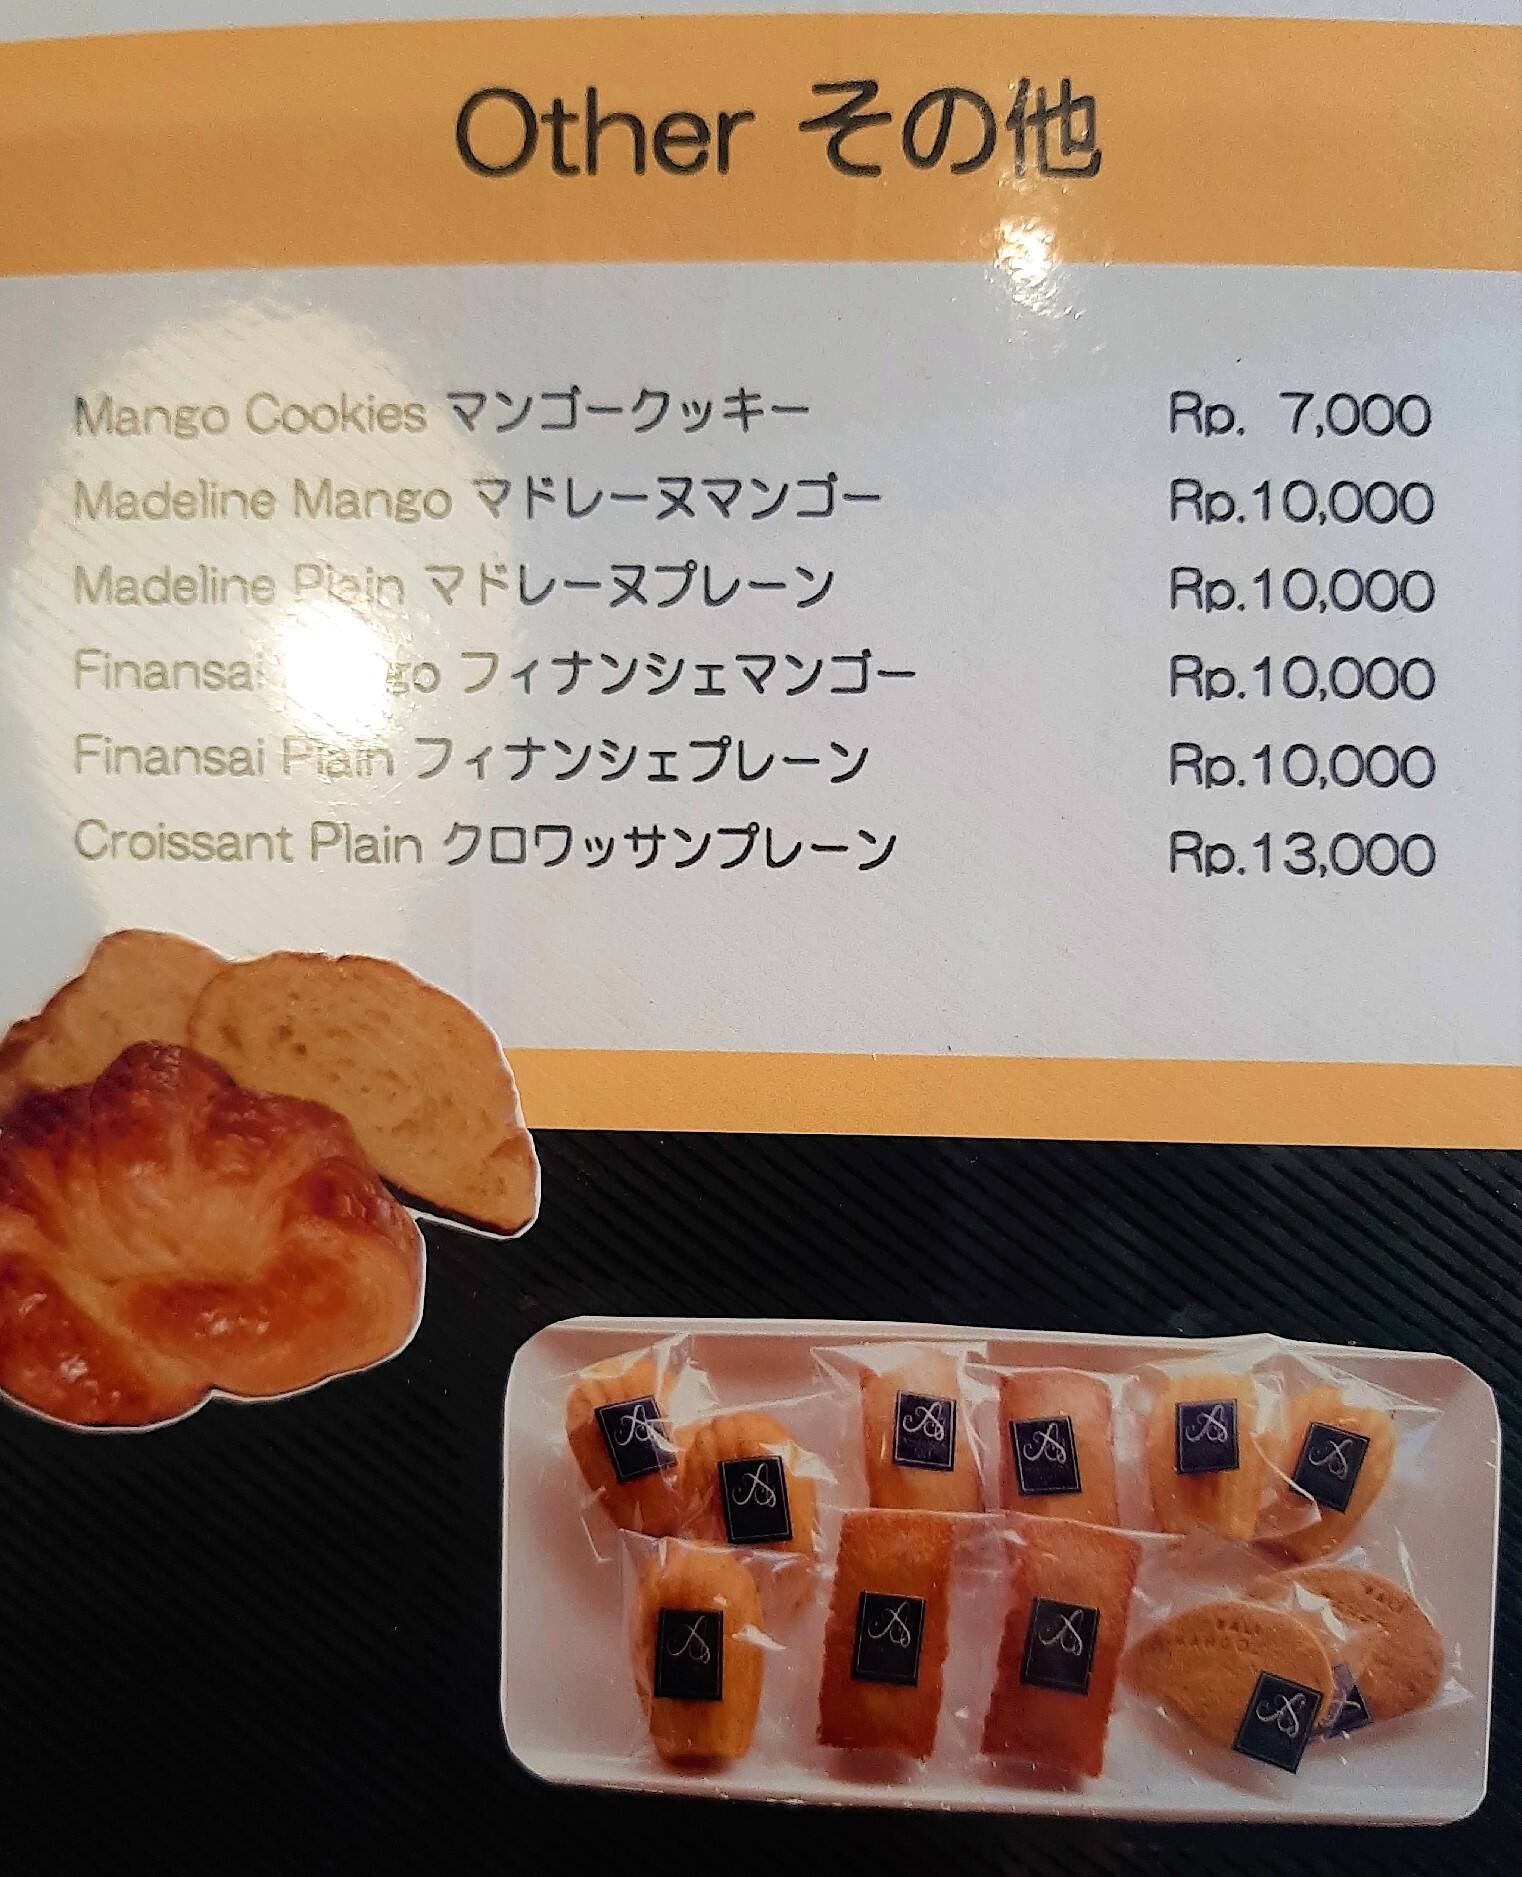 Other その他
Mango Cookies マンゴークッキー Rp. 7,000
Madeline Mango マドレーヌマンゴー Rp.10,000
Madeline Plain マドレーヌプレーン Rp.10,000
Finansai フィナンシェマンゴー Rp.10,000
Finansai Plain フィナンシェプレーン Rp.10,000
Croissant Plain クロワッサンプレーン Rp.13,000
BALI
BALI
MANGO